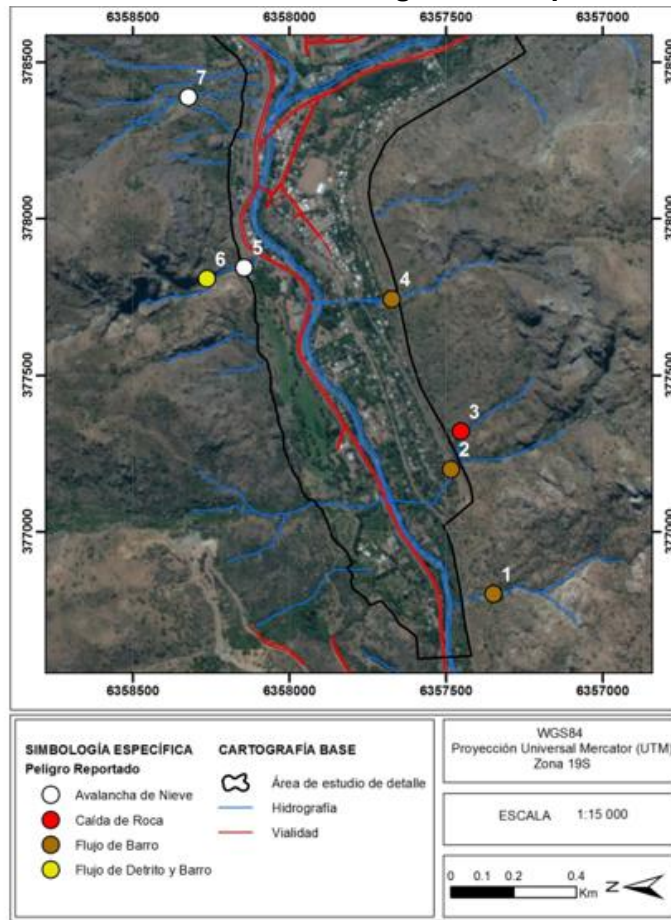 6358500 6358000 6357500 6357000
378500 378500
7
378000 378000
5
6
4
377500 377500
3
2
377000 377000
1
6358500 6358000 6357500 6357000
SIMBOLOGÍA ESPECÍFICA
Peligro Reportado
Avalancha de Nieve
Caída de Roca
Flujo de Barro
Flujo de Detrito y Barro
CARTOGRAFÍA BASE
Área de estudio de detalle
Hidrografía
Vialidad
WGS84
Proyección Universal Mercator (UTM)
Zona 19S
ESCALA 1:15 000
0 0.1 0.2 0.4
Km N